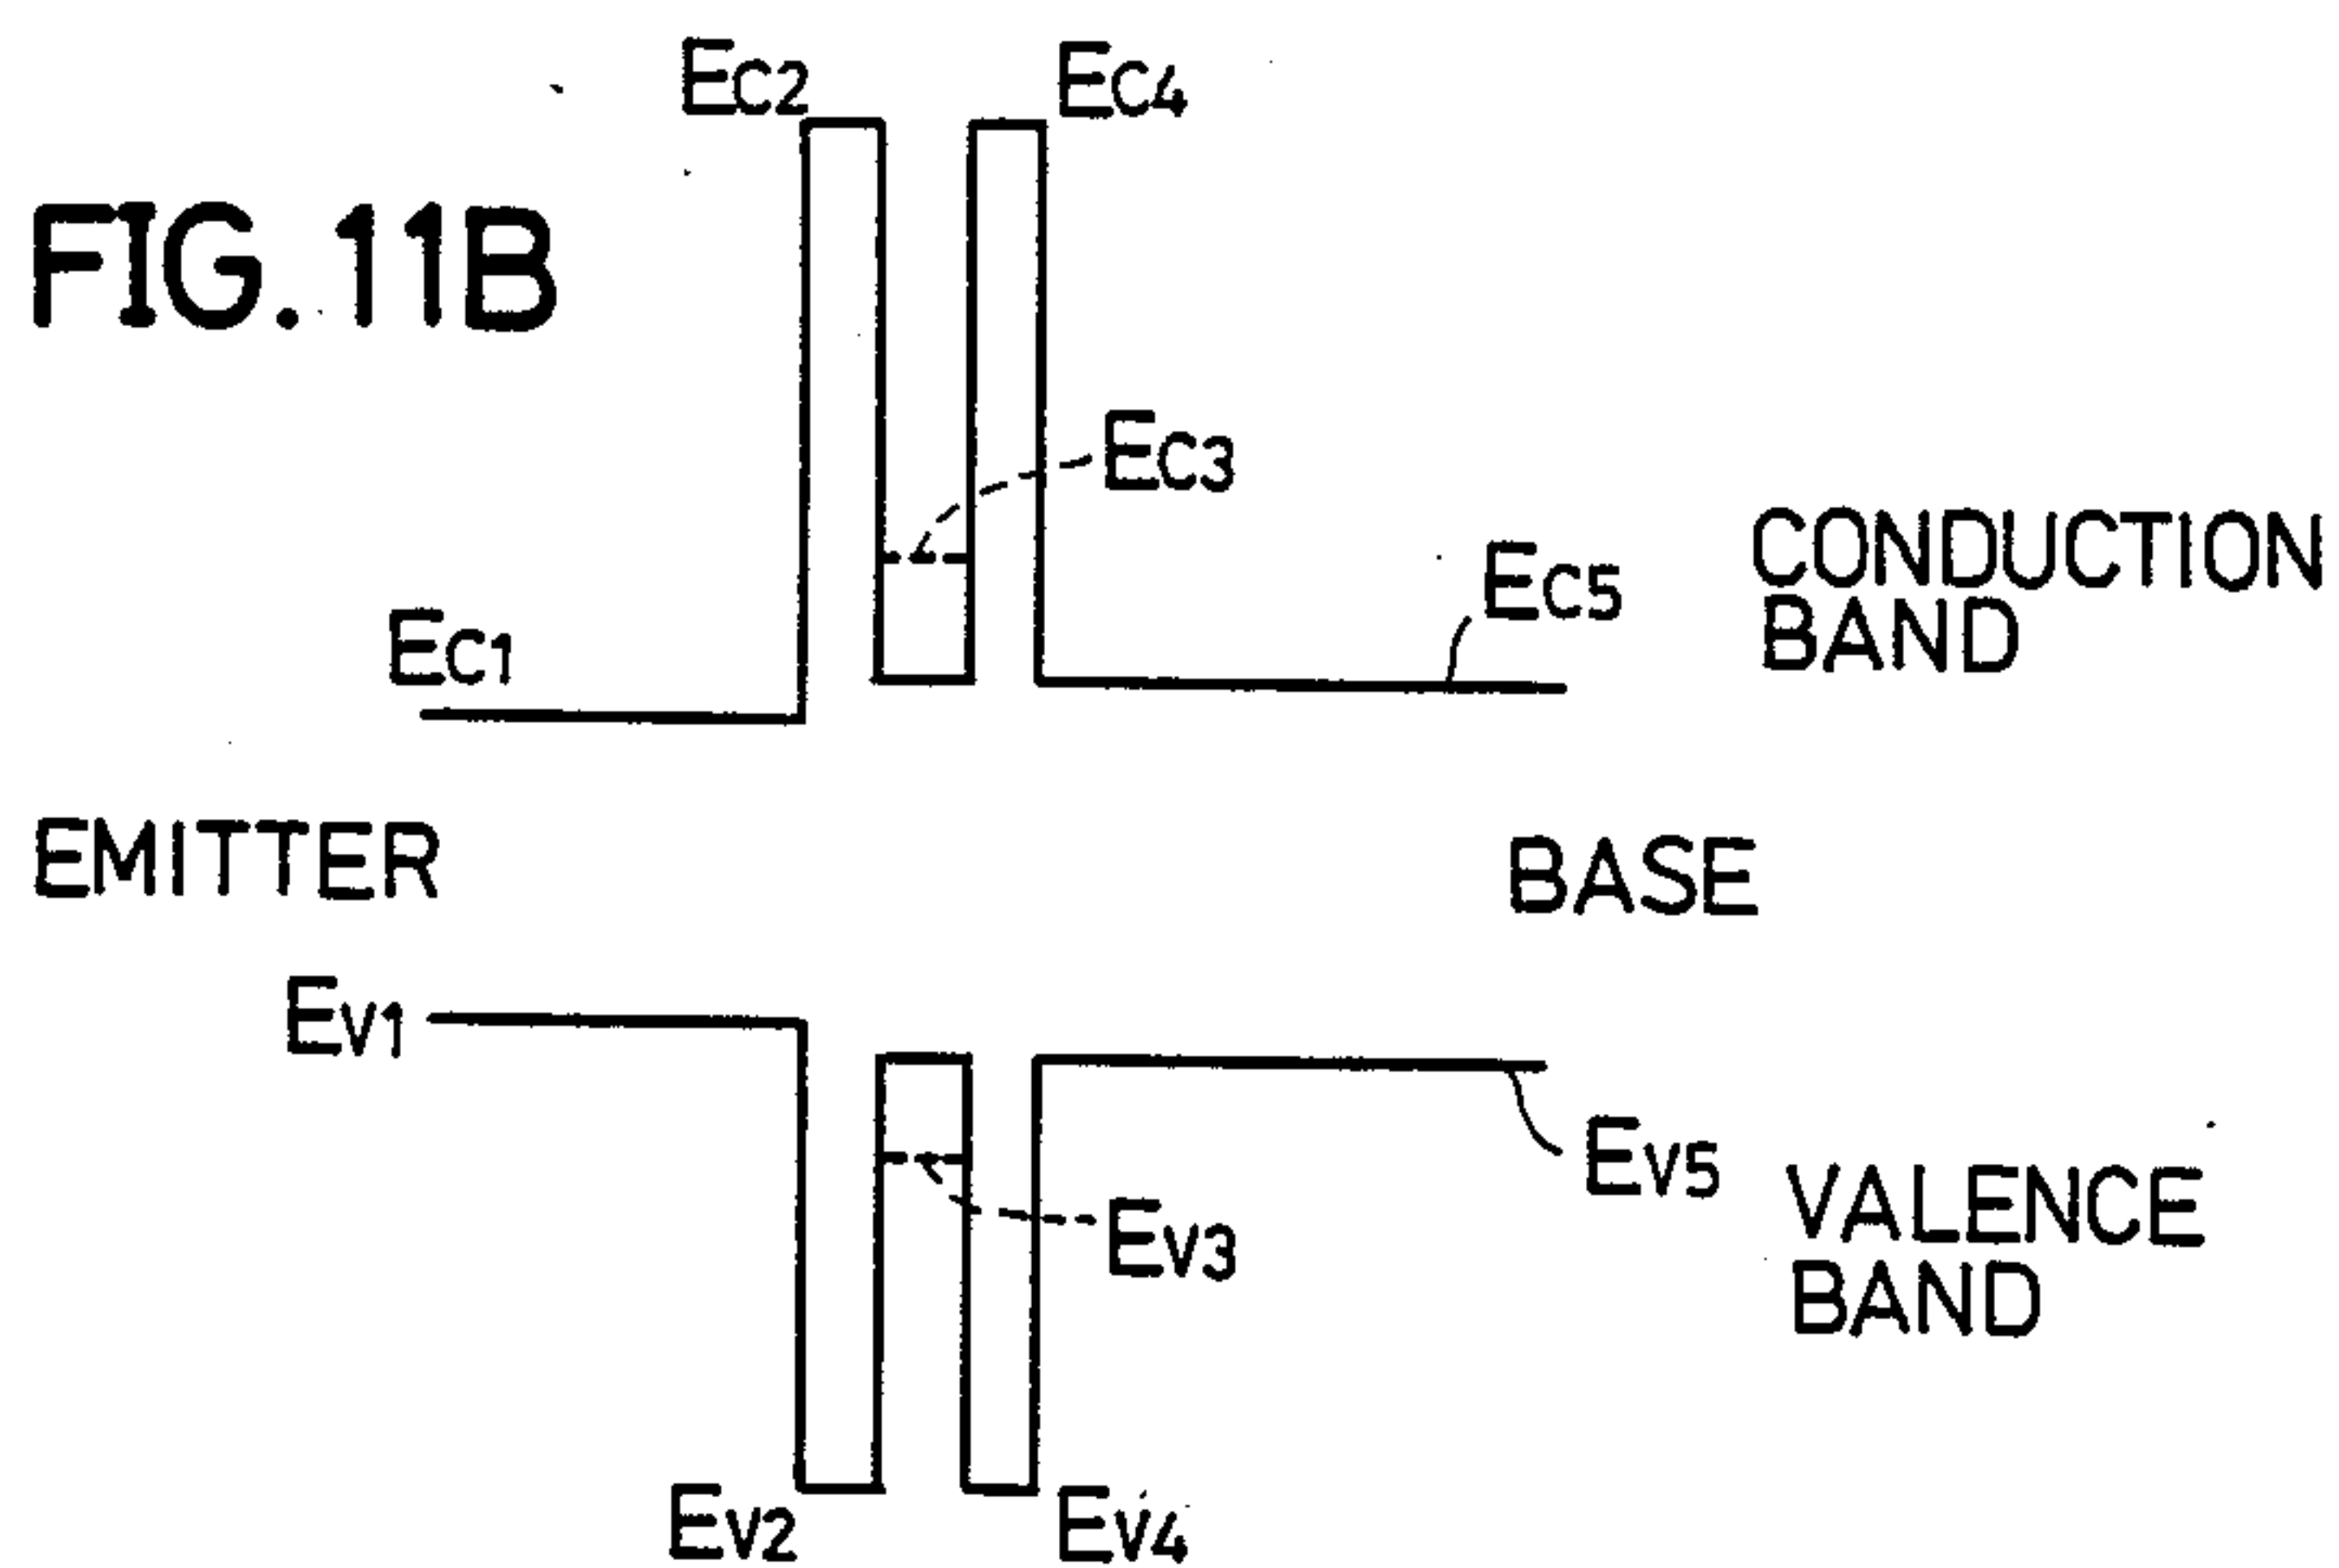 EC2
EC4
FIG. 11B
EC3
EC5
CONDUCTION
BAND
EC1
EMITTER
BASE
EV1
EV5
EV3
VALENCE
BAND
EV2
EV4